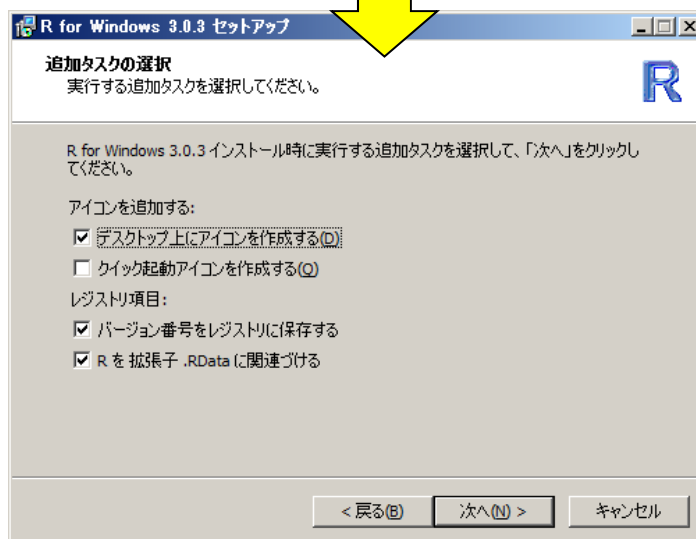 R for Windows 3.0.3 セットアップ
追加タスクの選択
実行する追加タスクを選択してください。
R
R for Windows 3.0.3 インストール時に実行する追加タスクを選択して、「次へ」をクリックし
てください。
アイコンを追加する:
デスクトップ上にアイコンを作成する(D)
クイック起動アイコンを作成する(Q)
レジストリ項目:
バージョン番号をレジストリに保存する
R を 拡張子 .RData に関連づける
< 戻る(B)
次へ(N) >
キャンセル